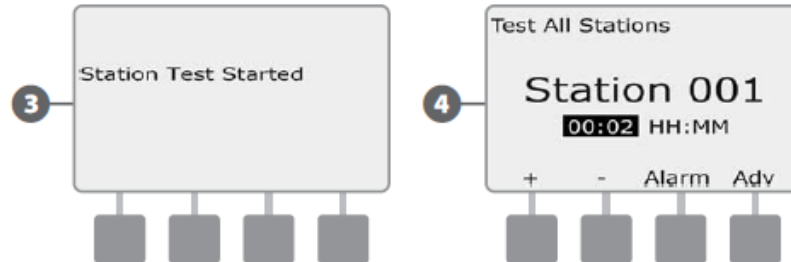 3
Station Test Started
4
Test All Stations
Station 001
00:02 HH:MM
+ - Alarm Adv